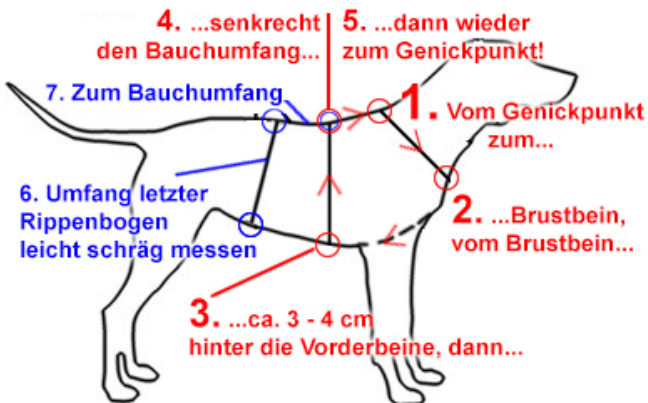 4. ...senkrecht
den Bauchumfang...
5. ...dann wieder
zum Genickpunkt!
7. Zum Bauchumfang
1. Vom Genickpunkt
zum...
6. Umfang letzter
Rippenbogen
leicht schräg messen
2. ...Brustbein,
vom Brustbein...
3. ...ca. 3 - 4 cm
hinter die Vorderbeine, dann...